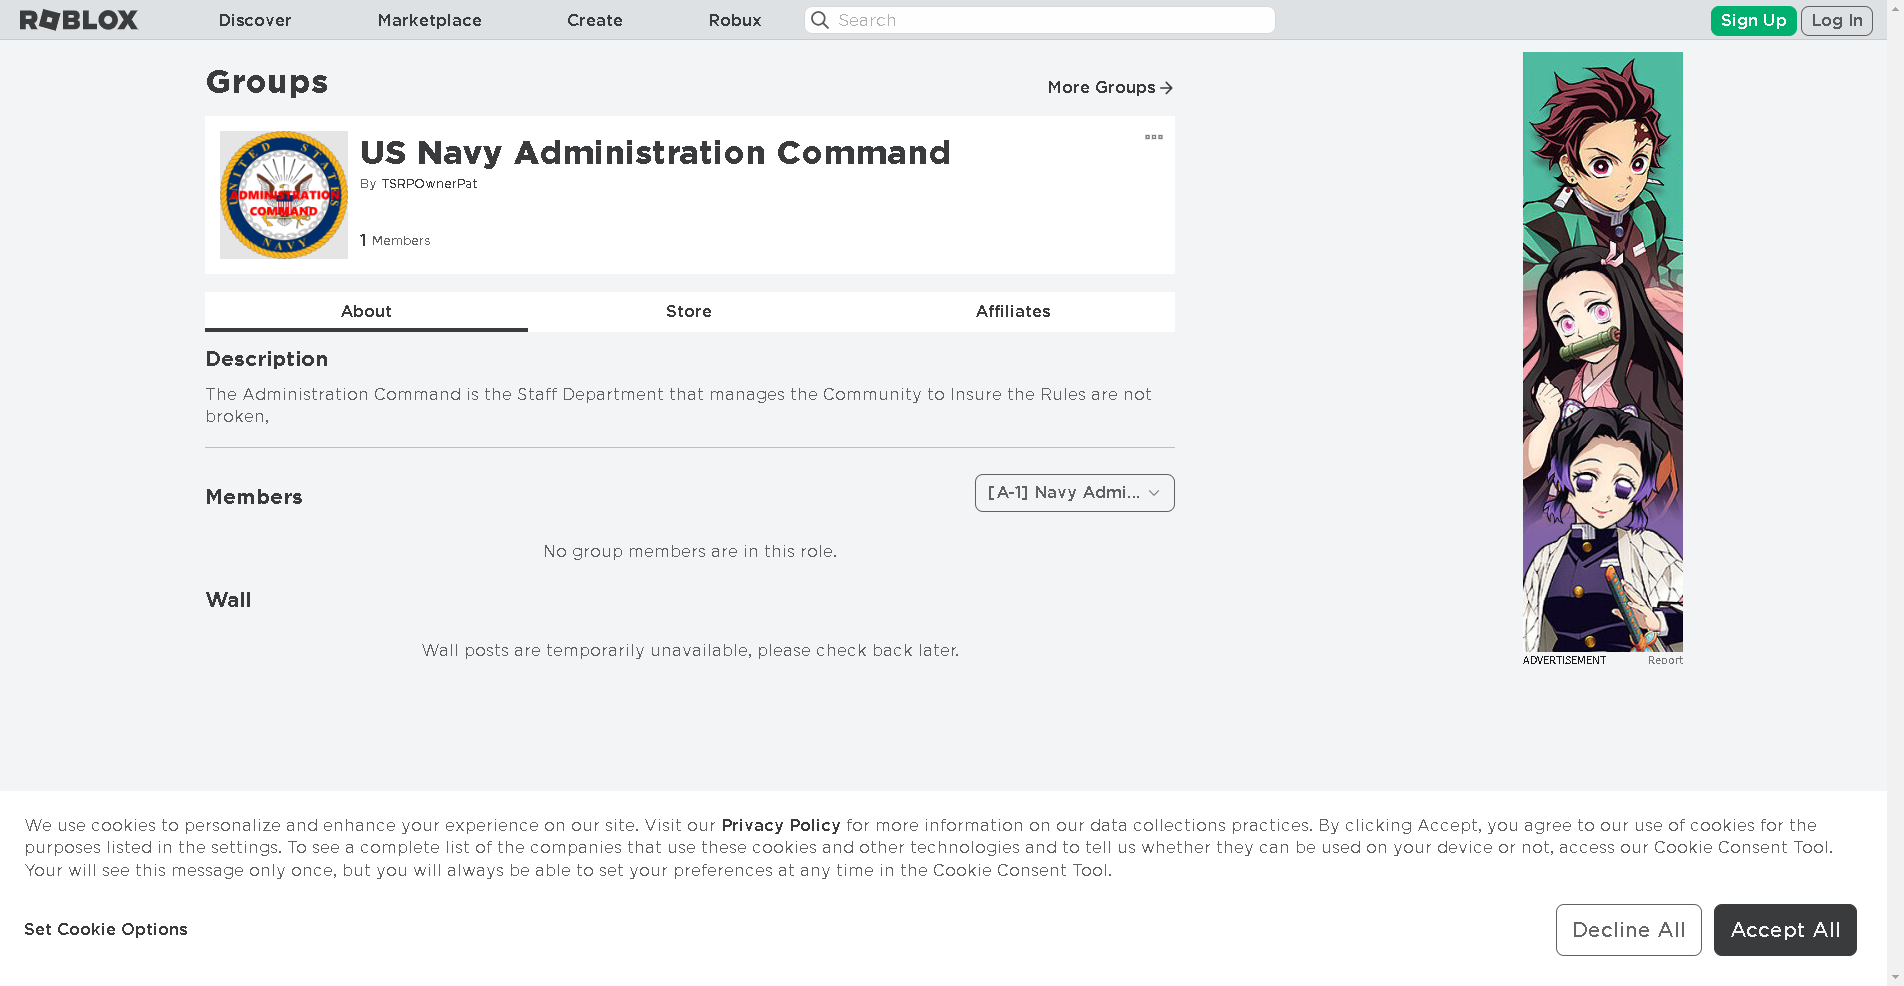 ROBLOX
Discover
Marketplace
Create
Robux
Search
Sign Up
Log In
Groups
More Groups
UNITED STATES
ADMINISTRATION
COMMAND
NAVY
US Navy Administration Command
By TSRPOwnerPat
1 Members
About
Store
Affiliates
Description
The Administration Command is the Staff Department that manages the Community to Insure the Rules are not
broken,
Members
[A-1] Navy Admi...
No group members are in this role.
Wall
Wall posts are temporarily unavailable, please check back later.
ADVERTISEMENT
Report
We use cookies to personalize and enhance your experience on our site. Visit our Privacy Policy for more information on our data collections practices. By clicking Accept, you agree to our use of cookies for the
purposes listed in the settings. To see a complete list of the companies that use these cookies and other technologies and to tell us whether they can be used on your device or not, access our Cookie Consent Tool.
Your will see this message only once, but you will always be able to set your preferences at any time in the Cookie Consent Tool.
Set Cookie Options
Decline All
Accept All